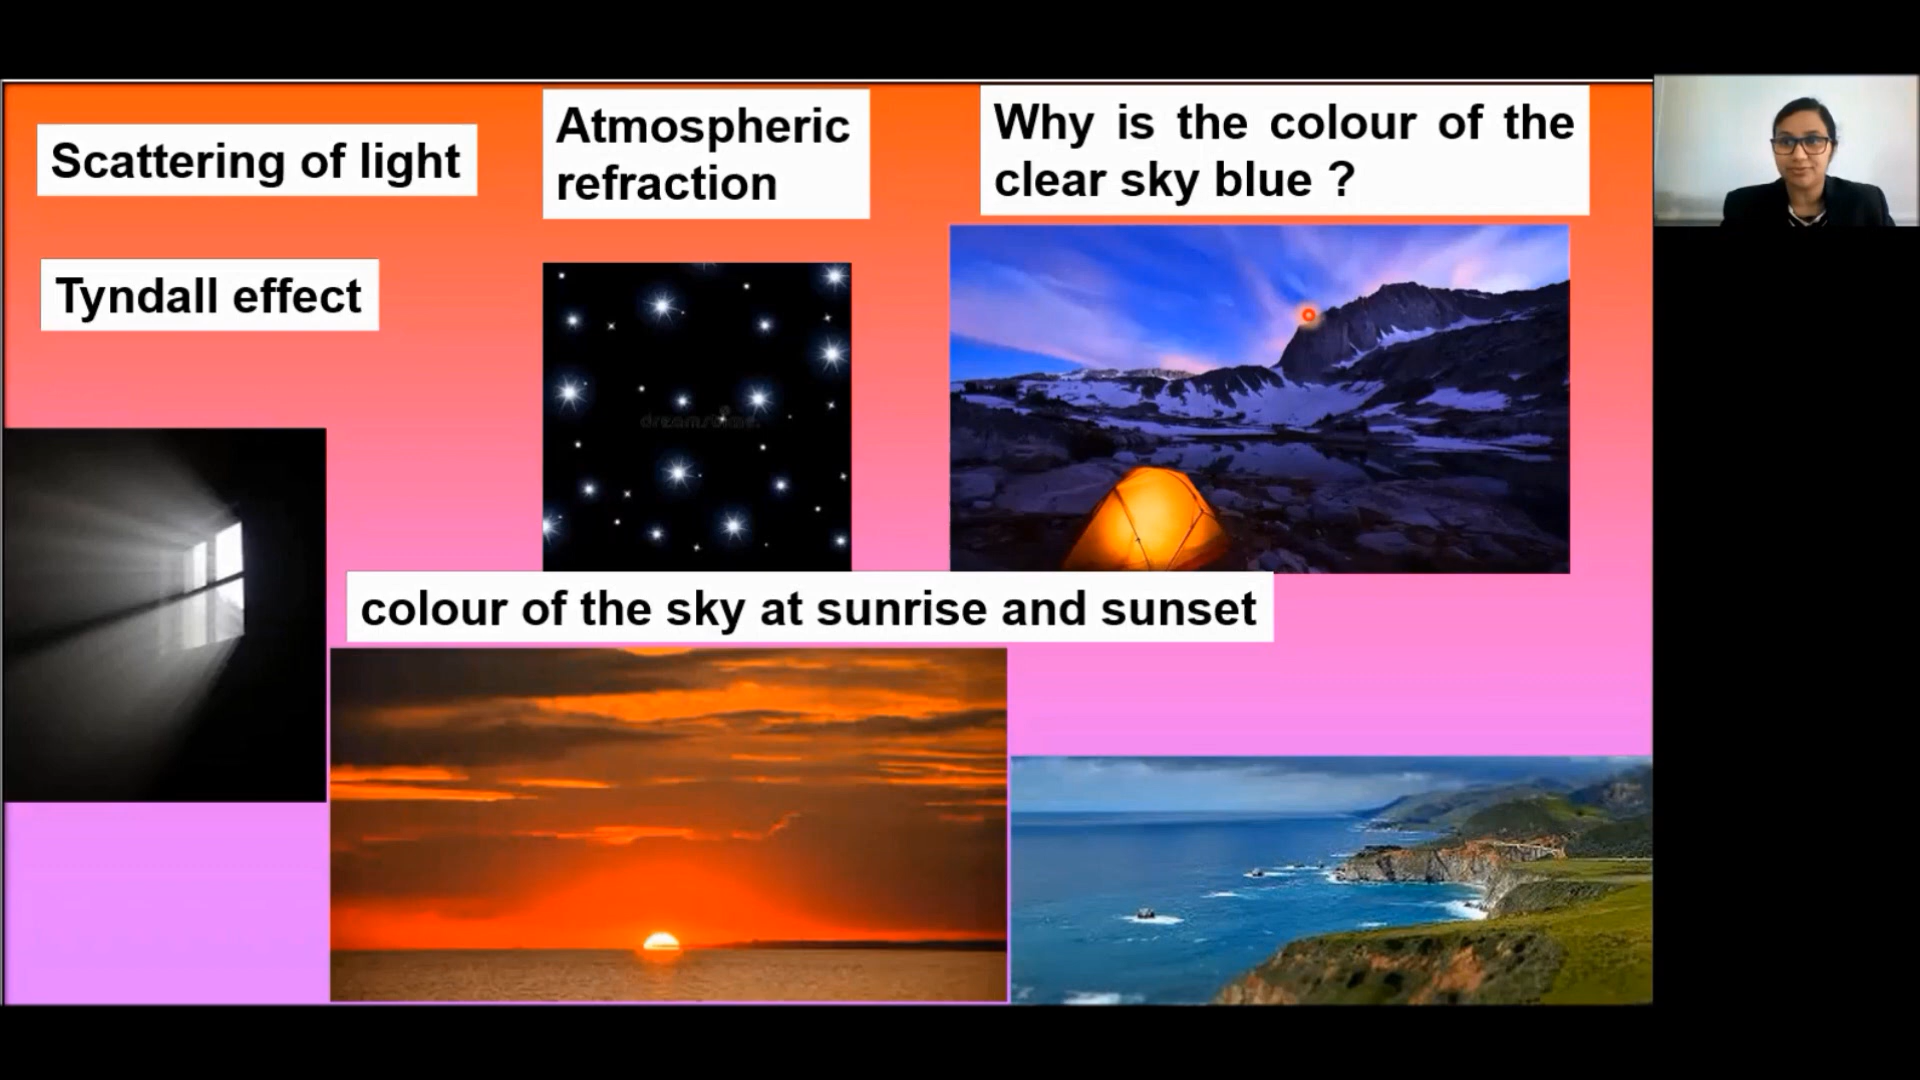 Scattering of light
Atmospheric
refraction
Why is the colour of the
clear sky blue ?
Tyndall effect
dreamstime.
colour of the sky at sunrise and sunset